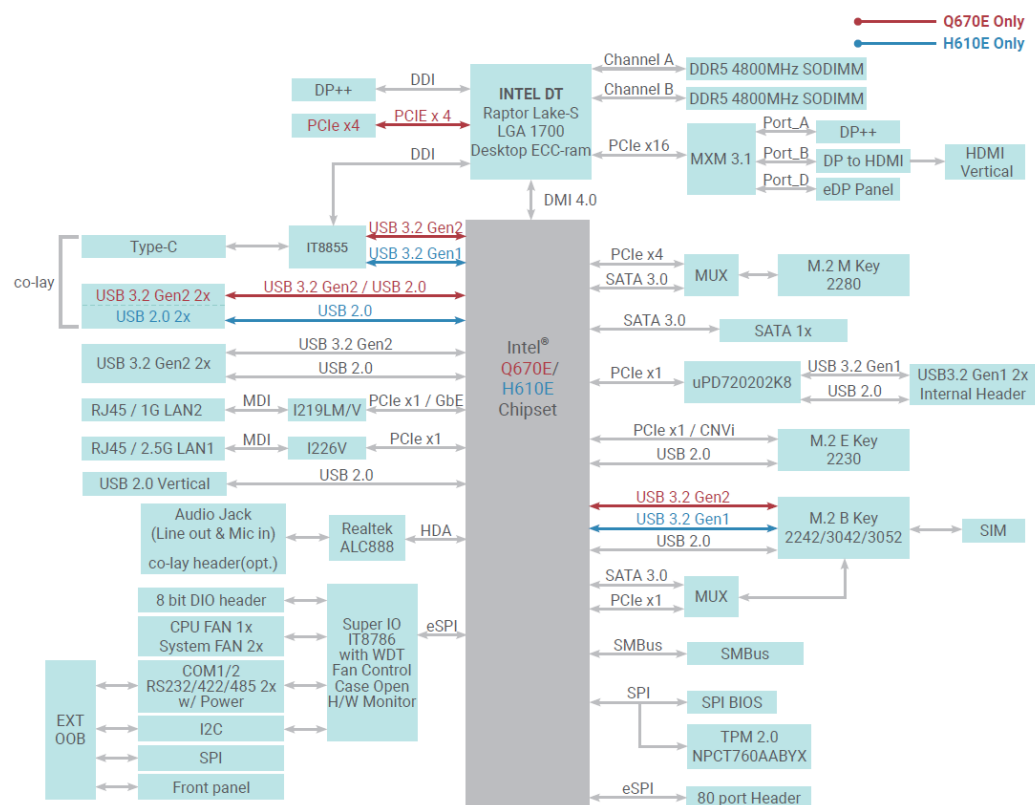 Q670E Only
H610E Only
DP++
DDI
PCIe x4
PCIE x 4
DDI
INTEL DT
Raptor Lake-S
LGA 1700
Desktop ECC-ram
Channel A
DDR5 4800MHz SODIMM
Channel B
DDR5 4800MHz SODIMM
PCIe x16
MXM 3.1
Port_A
DP++
Port_B
DP to HDMI
HDMI
Vertical
Port_D
eDP Panel
DMI 4.0
co-lay
Type-C
IT8855
USB 3.2 Gen2
USB 3.2 Gen1
USB 3.2 Gen2 2x
USB 3.2 Gen2 / USB 2.0
USB 2.0 2x
USB 2.0
USB 3.2 Gen2 2x
USB 3.2 Gen2
USB 2.0
RJ45 / 1G LAN2
MDI
I219LM/V
PCIe x1 / GbE
RJ45 / 2.5G LAN1
MDI
I226V
PCIe x1
USB 2.0 Vertical
USB 2.0
Audio Jack
(Line out & Mic in)
co-lay header(opt.)
Realtek
ALC888
HDA
8 bit DIO header
CPU FAN 1x
System FAN 2x
COM1/2
RS232/422/485 2x
w/ Power
I2C
SPI
Front panel
EXT
OOB
Super IO
IT8786
with WDT
Fan Control
Case Open
H/W Monitor
eSPI
Intel®
Q670E/
H610E
Chipset
PCIe x4
SATA 3.0
MUX
M.2 M Key
2280
SATA 3.0
SATA 1x
PCIe x1
uPD720202K8
USB 3.2 Gen1
USB 2.0
USB3.2 Gen1 2x
Internal Header
PCIe x1 / CNVi
USB 2.0
M.2 E Key
2230
USB 3.2 Gen2
USB 3.2 Gen1
USB 2.0
M.2 B Key
2242/3042/3052
SIM
SATA 3.0
PCIe x1
MUX
SMBus
SMBus
SPI
SPI BIOS
TPM 2.0
NPCT760AABYX
eSPI
80 port Header